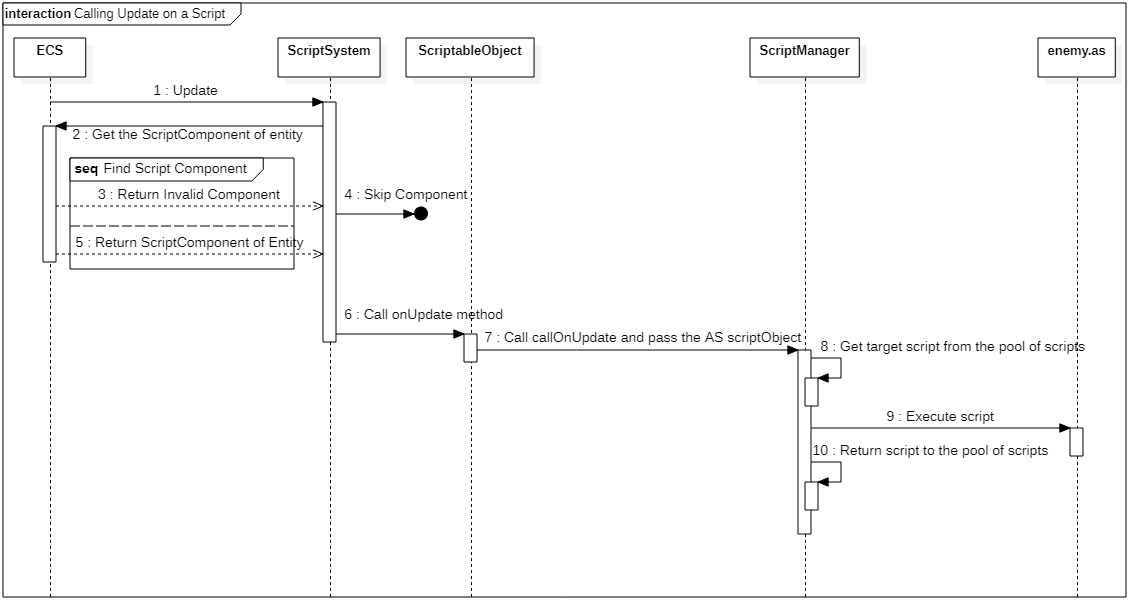 interaction Calling Update on a Script
ECS
ScriptSystem
ScriptableObject
ScriptManager
enemy.as
1 : Update
2 : Get the ScriptComponent of entity
seq Find Script Component
3 : Return Invalid Component
4 : Skip Component
5 : Return ScriptComponent of Entity
6 : Call onUpdate method
7 : Call callOnUpdate and pass the AS scriptObject
8 : Get target script from the pool of scripts
9 : Execute script
10 : Return script to the pool of scripts